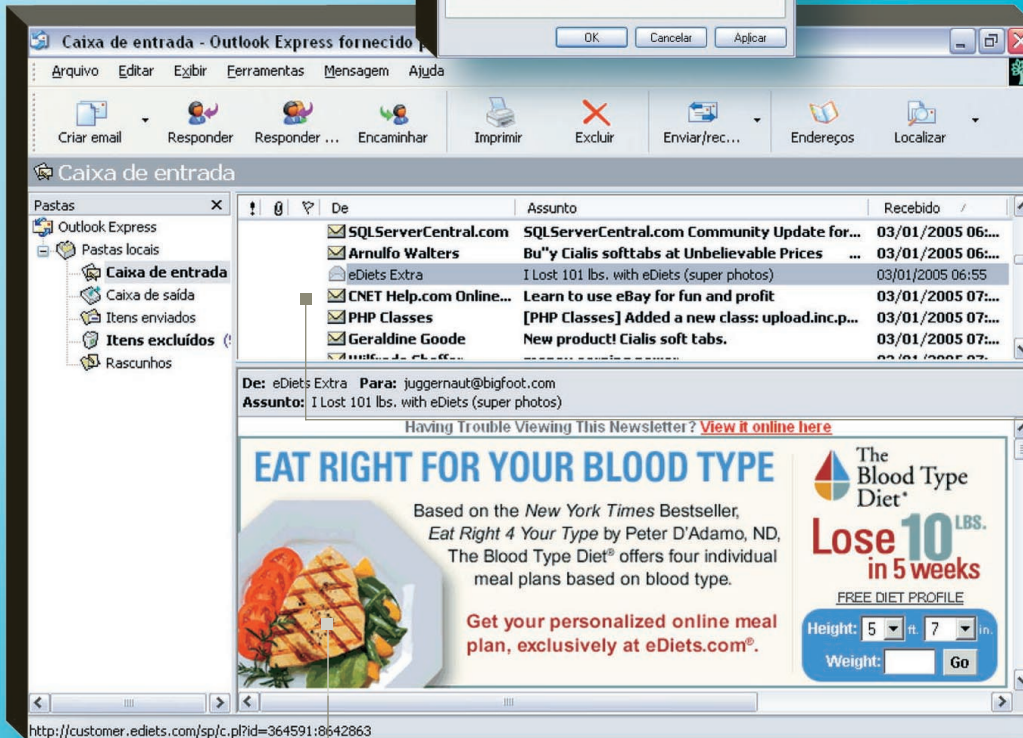 OK Cancelar Aplicar
Caixa de entrada - Outlook Express fornecido
Arquivo Editar Exibir Ferramentas Mensagem Ajuda
Criar email Responder Responder ... Encaminhar Imprimir Excluir Enviar/rec... Endereços Localizar
Caixa de entrada
Pastas
Outlook Express
Pastas locais
Caixa de entrada
Caixa de saída
Itens enviados
Itens excluídos
Rascunhos
! De Assunto Recebido
SQLServerCentral.com SQLServerCentral.com Community Update for... 03/01/2005 06:...
Arnulfo Walters Bu"y Cialis softtabs at Unbelievable Prices ... 03/01/2005 06:...
eDiets Extra I Lost 101 lbs. with eDiets (super photos) 03/01/2005 06:55
CNET Help.com Online... Learn to use eBay for fun and profit 03/01/2005 07:...
PHP Classes [PHP Classes] Added a new class: upload.inc.p... 03/01/2005 07:...
Geraldine Goode New product! Cialis soft tabs. 03/01/2005 07:...
De: eDiets Extra Para: juggernaut@bigfoot.com
Assunto: I Lost 101 lbs. with eDiets (super photos)
Having Trouble Viewing This Newsletter? View it online here
EAT RIGHT FOR YOUR BLOOD TYPE
Based on the New York Times Bestseller,
Eat Right 4 Your Type by Peter D'Adamo, ND,
The Blood Type Diet® offers four individual
meal plans based on blood type.
Get your personalized online meal
plan, exclusively at eDiets.com®.
The
Blood Type
Diet*
Lose 10 LBS.
in 5 weeks
FREE DIET PROFILE
Height: 5 ft. 7 in.
Weight: Go
http://customer.ediets.com/sp/c.pl?id=364591:8642863